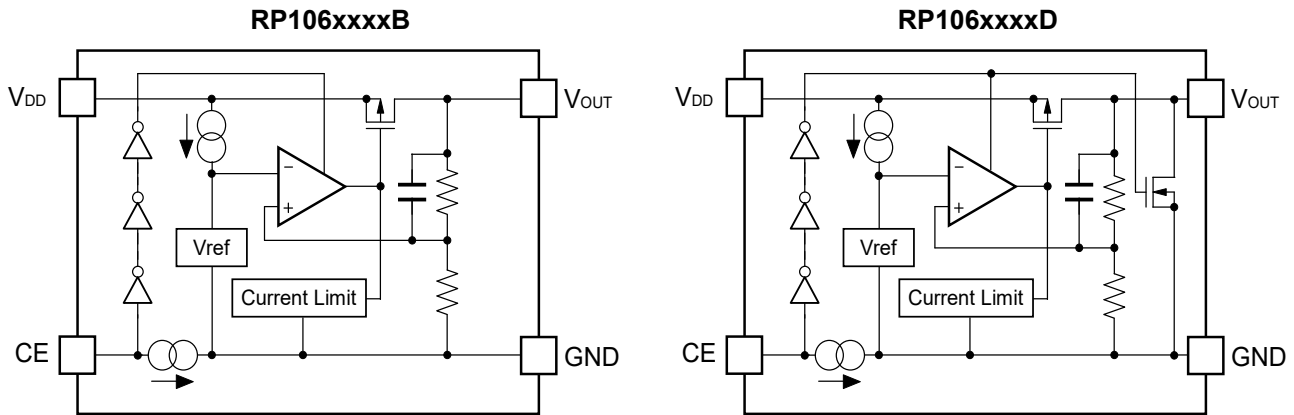 RP106xxxxB
VDD
VOUT
−
+
Vref
Current Limit
CE
GND
RP106xxxxD
VDD
VOUT
−
+
Vref
Current Limit
CE
GND